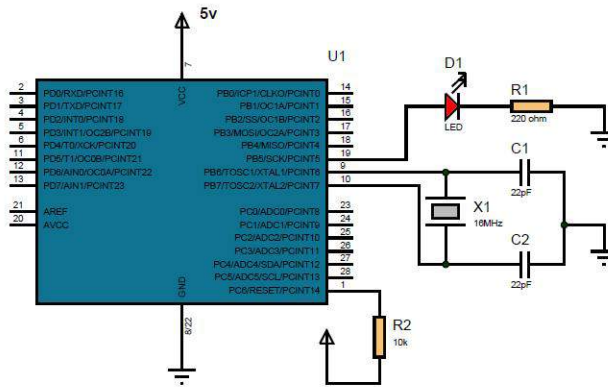 5v
U1
7
VCC
2 PD0/RXD/PCINT16
3 PD1/TXD/PCINT17
4 PD2/INT0/PCINT18
5 PD3/INT1/OC2B/PCINT19
6 PD4/T0/XCK/PCINT20
11 PD5/T1/OC0B/PCINT21
12 PD6/AIN0/OC0A/PCINT22
13 PD7/AIN1/PCINT23
21 AREF
20 AVCC
PB0/ICP1/CLKO/PCINT0 14
PB1/OC1A/PCINT1 15
PB2/SS/OC1B/PCINT2 16
PB3/MOSI/OC2A/PCINT3 17
PB4/MISO/PCINT4 18
PB5/SCK/PCINT5 19
PB6/TOSC1/XTAL1/PCINT6 9
PB7/TOSC2/XTAL2/PCINT7 10
PC0/ADC0/PCINT8 23
PC1/ADC1/PCINT9 24
PC2/ADC2/PCINT10 25
PC3/ADC3/PCINT11 26
PC4/ADC4/SDA/PCINT12 27
PC5/ADC5/SCL/PCINT13 28
PC6/RESET/PCINT14 1
GND
8/22
D1
LED
R1
220 ohm
C1
22pF
X1
16MHz
C2
22pF
R2
10k